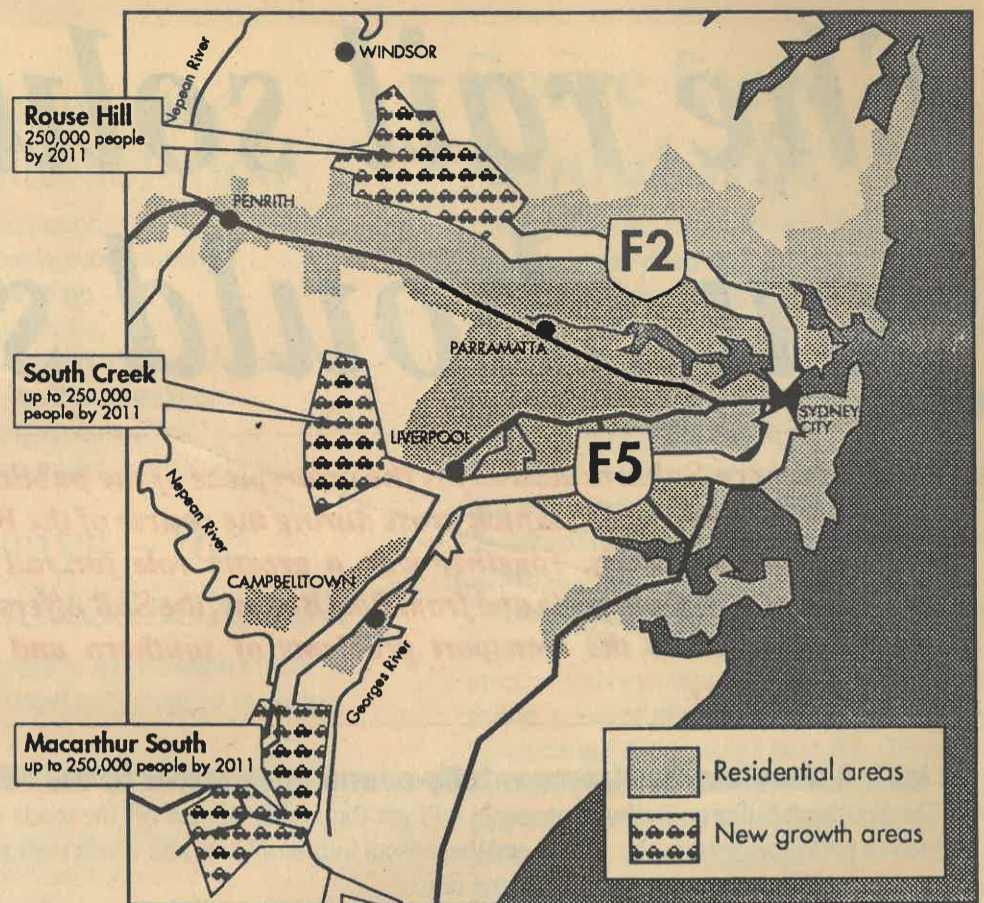 WINDSOR
Nepean River
Rouse Hill
250,000 people
by 2011
PENRITH
F2
PARRAMATTA
South Creek
up to 250,000
people by 2011
SYDNEY
CITY
LIVERPOOL
F5
Nepean River
CAMPBELLTOWN
Georges River
Macarthur South
up to 250,000 people by 2011
Residential areas
New growth areas